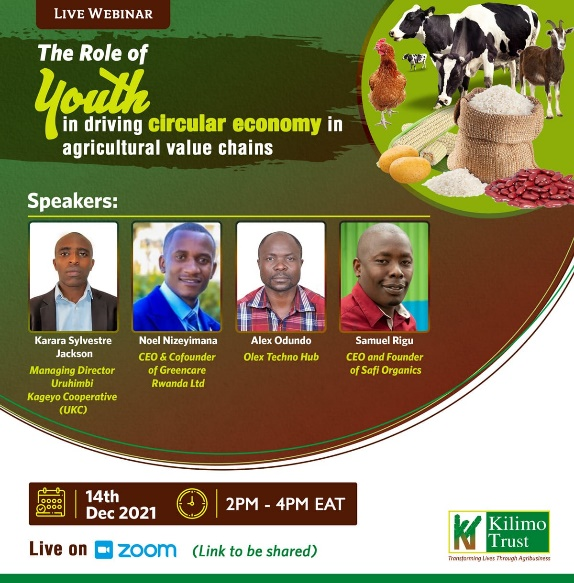 LIVE WEBINAR
The Role of
Youth
in driving circular economy in
agricultural value chains
Speakers:
Karara Sylvestre
Jackson
Managing Director
Uruhimbi
Kageyo Cooperative
(UKC)
Noel Nizeyimana
CEO & Cofounder
of Greencare
Rwanda Ltd
Alex Odundo
Olex Techno Hub
Samuel Rigu
CEO and Founder
of Safi Organics
14th
Dec 2021
2PM - 4PM EAT
Live on zoom (Link to be shared)
Kilimo
Trust
Transforming Lives Through Agribusiness